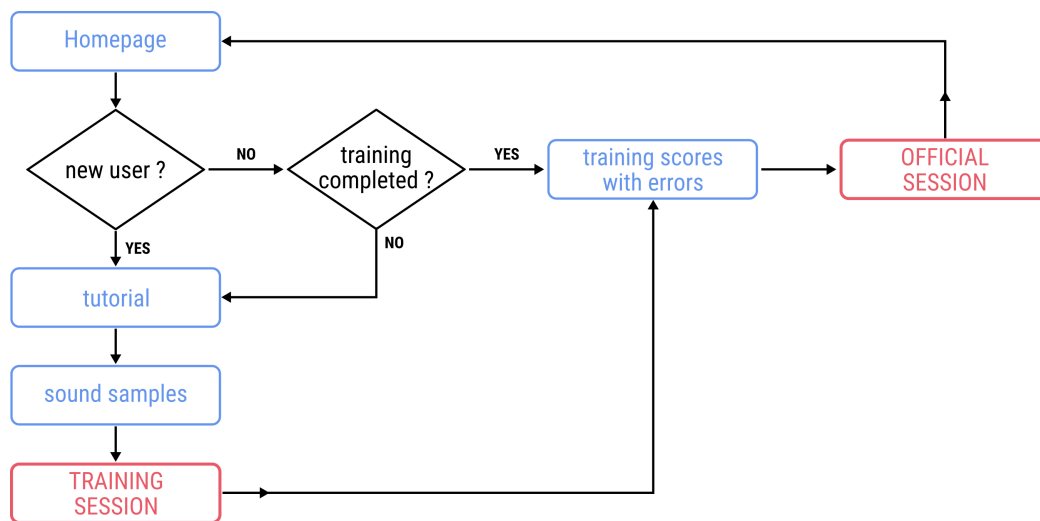 Homepage
new user ?
NO
training
completed ?
YES
training scores
with errors
OFFICIAL
SESSION
YES
NO
tutorial
sound samples
TRAINING
SESSION